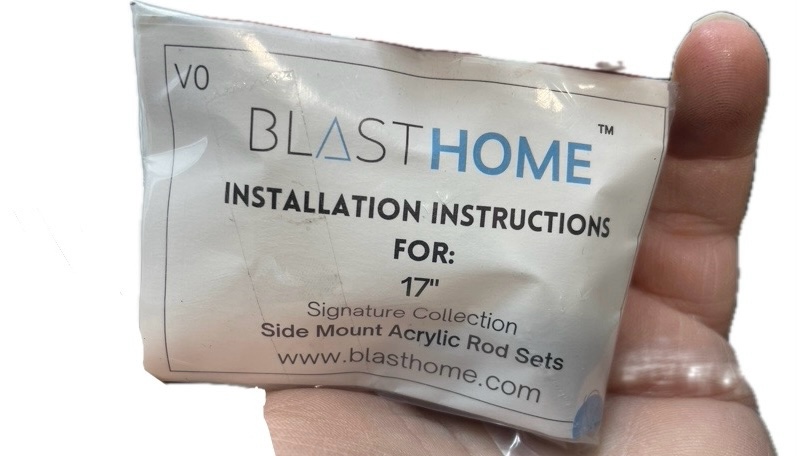 V0
BLASTHOME™
INSTALLATION INSTRUCTIONS
FOR:
17"
Signature Collection
Side Mount Acrylic Rod Sets
www.blasthome.com